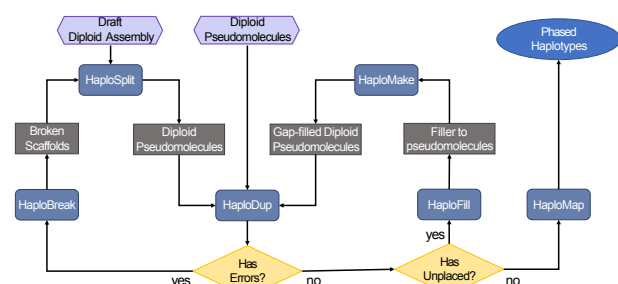 Draft
Diploid Assembly
Diploid
Pseudomolecules
Phased
Haplotypes
HaploSplit
HaploMake
Broken
Scaffolds
Diploid
Pseudomolecules
Gap-filled Diploid
Pseudomolecules
Filler to
pseudomolecules
HaploBreak
HaploDup
HaploFill
HaploMap
yes
Has
Errors?
no
yes
Has
Unplaced?
no